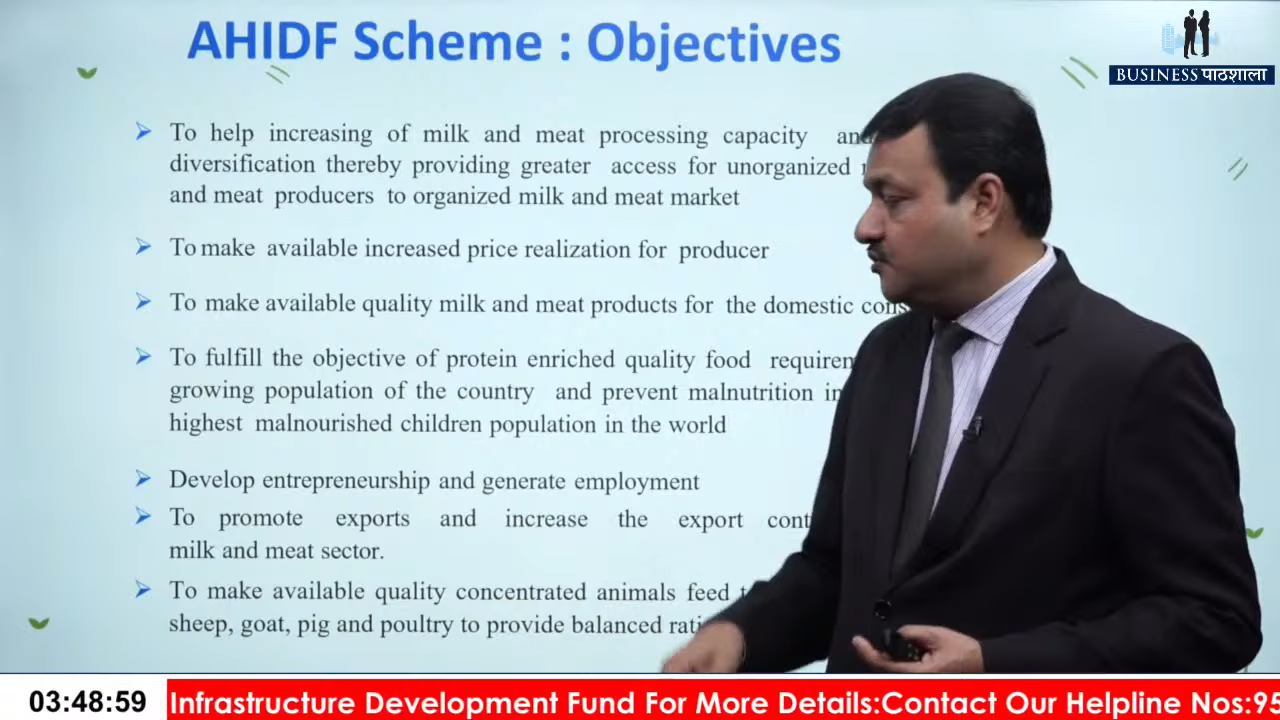 AHIDF Scheme : Objectives
BUSINESS पाठशाला
To help increasing of milk and meat processing capacity and
diversification thereby providing greater access for unorganized
and meat producers to organized milk and meat market
To make available increased price realization for producer
To make available quality milk and meat products for the domestic
To fulfill the objective of protein enriched quality food
growing population of the country and prevent malnutrition in
highest malnourished children population in the world
Develop entrepreneurship and generate employment
To promote exports and increase the export
milk and meat sector.
To make available quality concentrated animals feed
sheep, goat, pig and poultry to provide balanced
03:48:59
Infrastructure Development Fund For More Details:Contact Our Helpline Nos:95